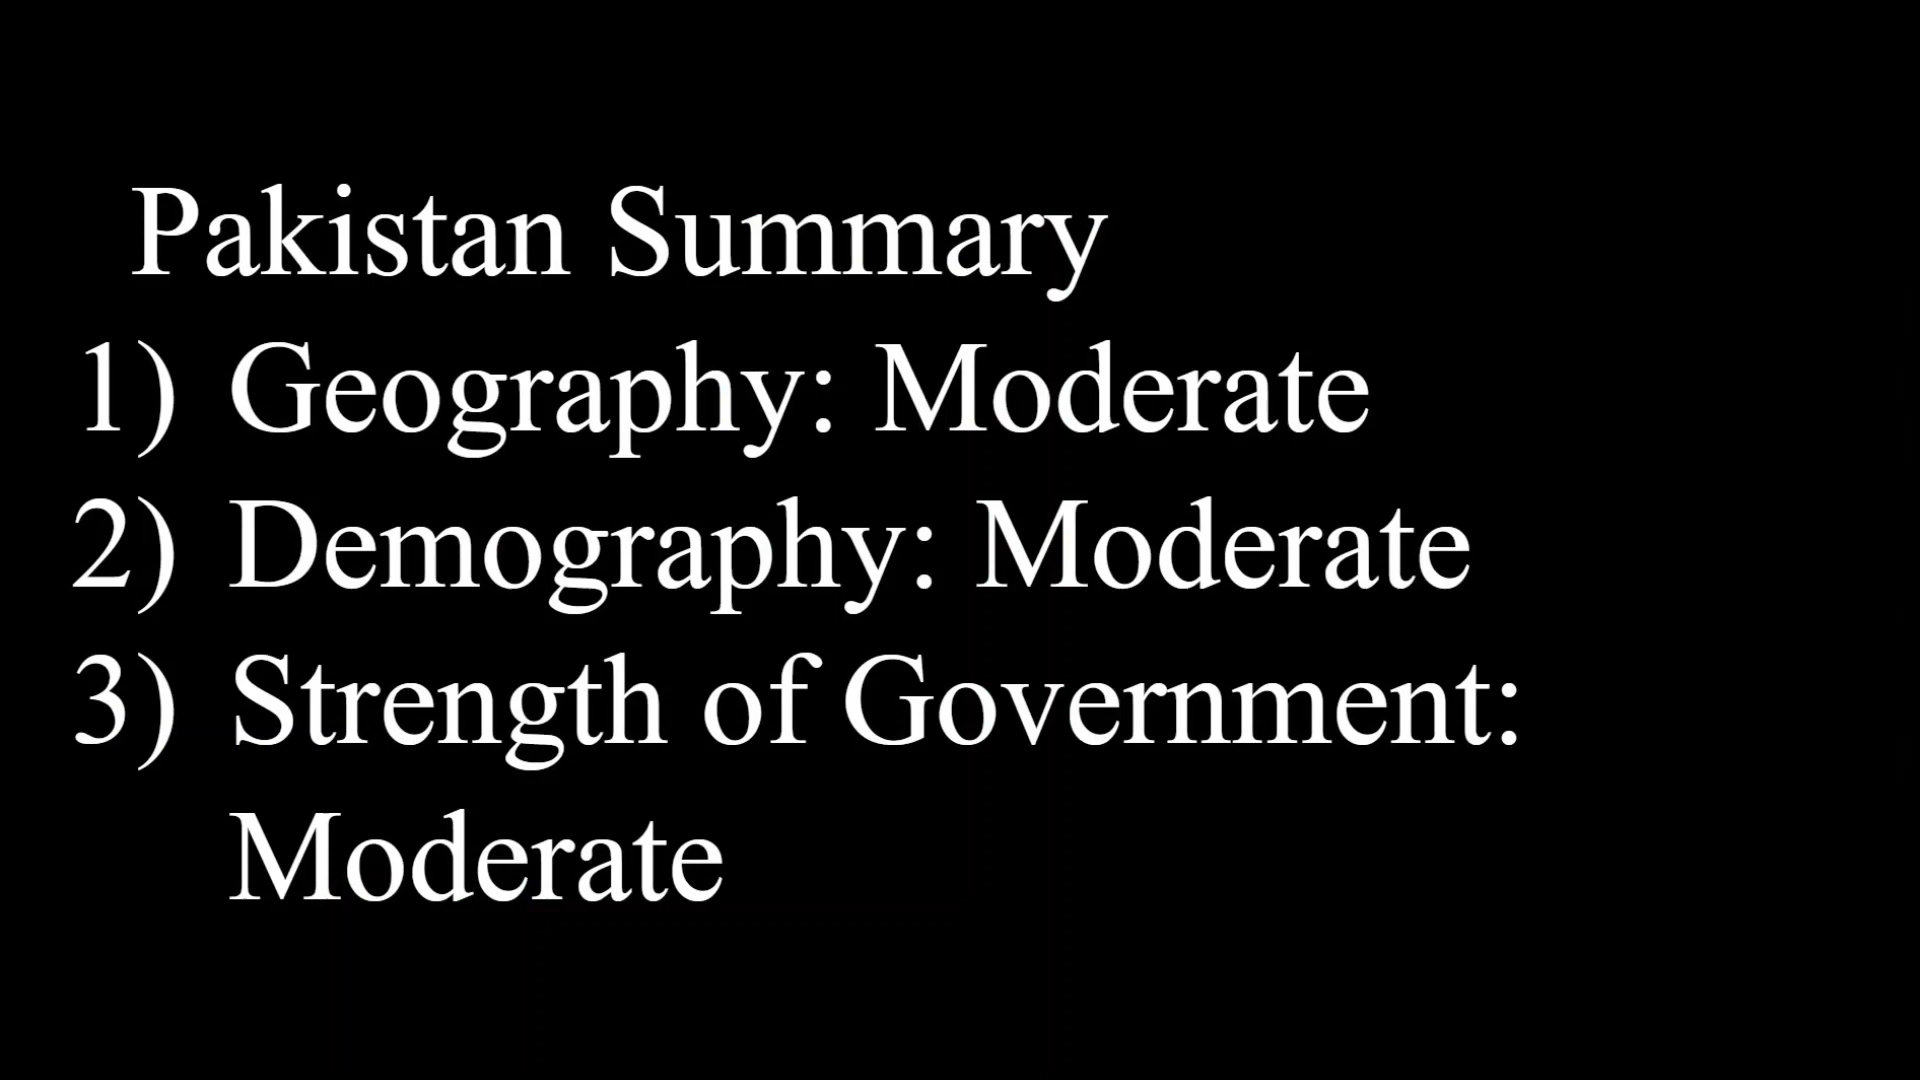 Pakistan Summary
1) Geography: Moderate
2) Demography: Moderate
3) Strength of Government:
Moderate